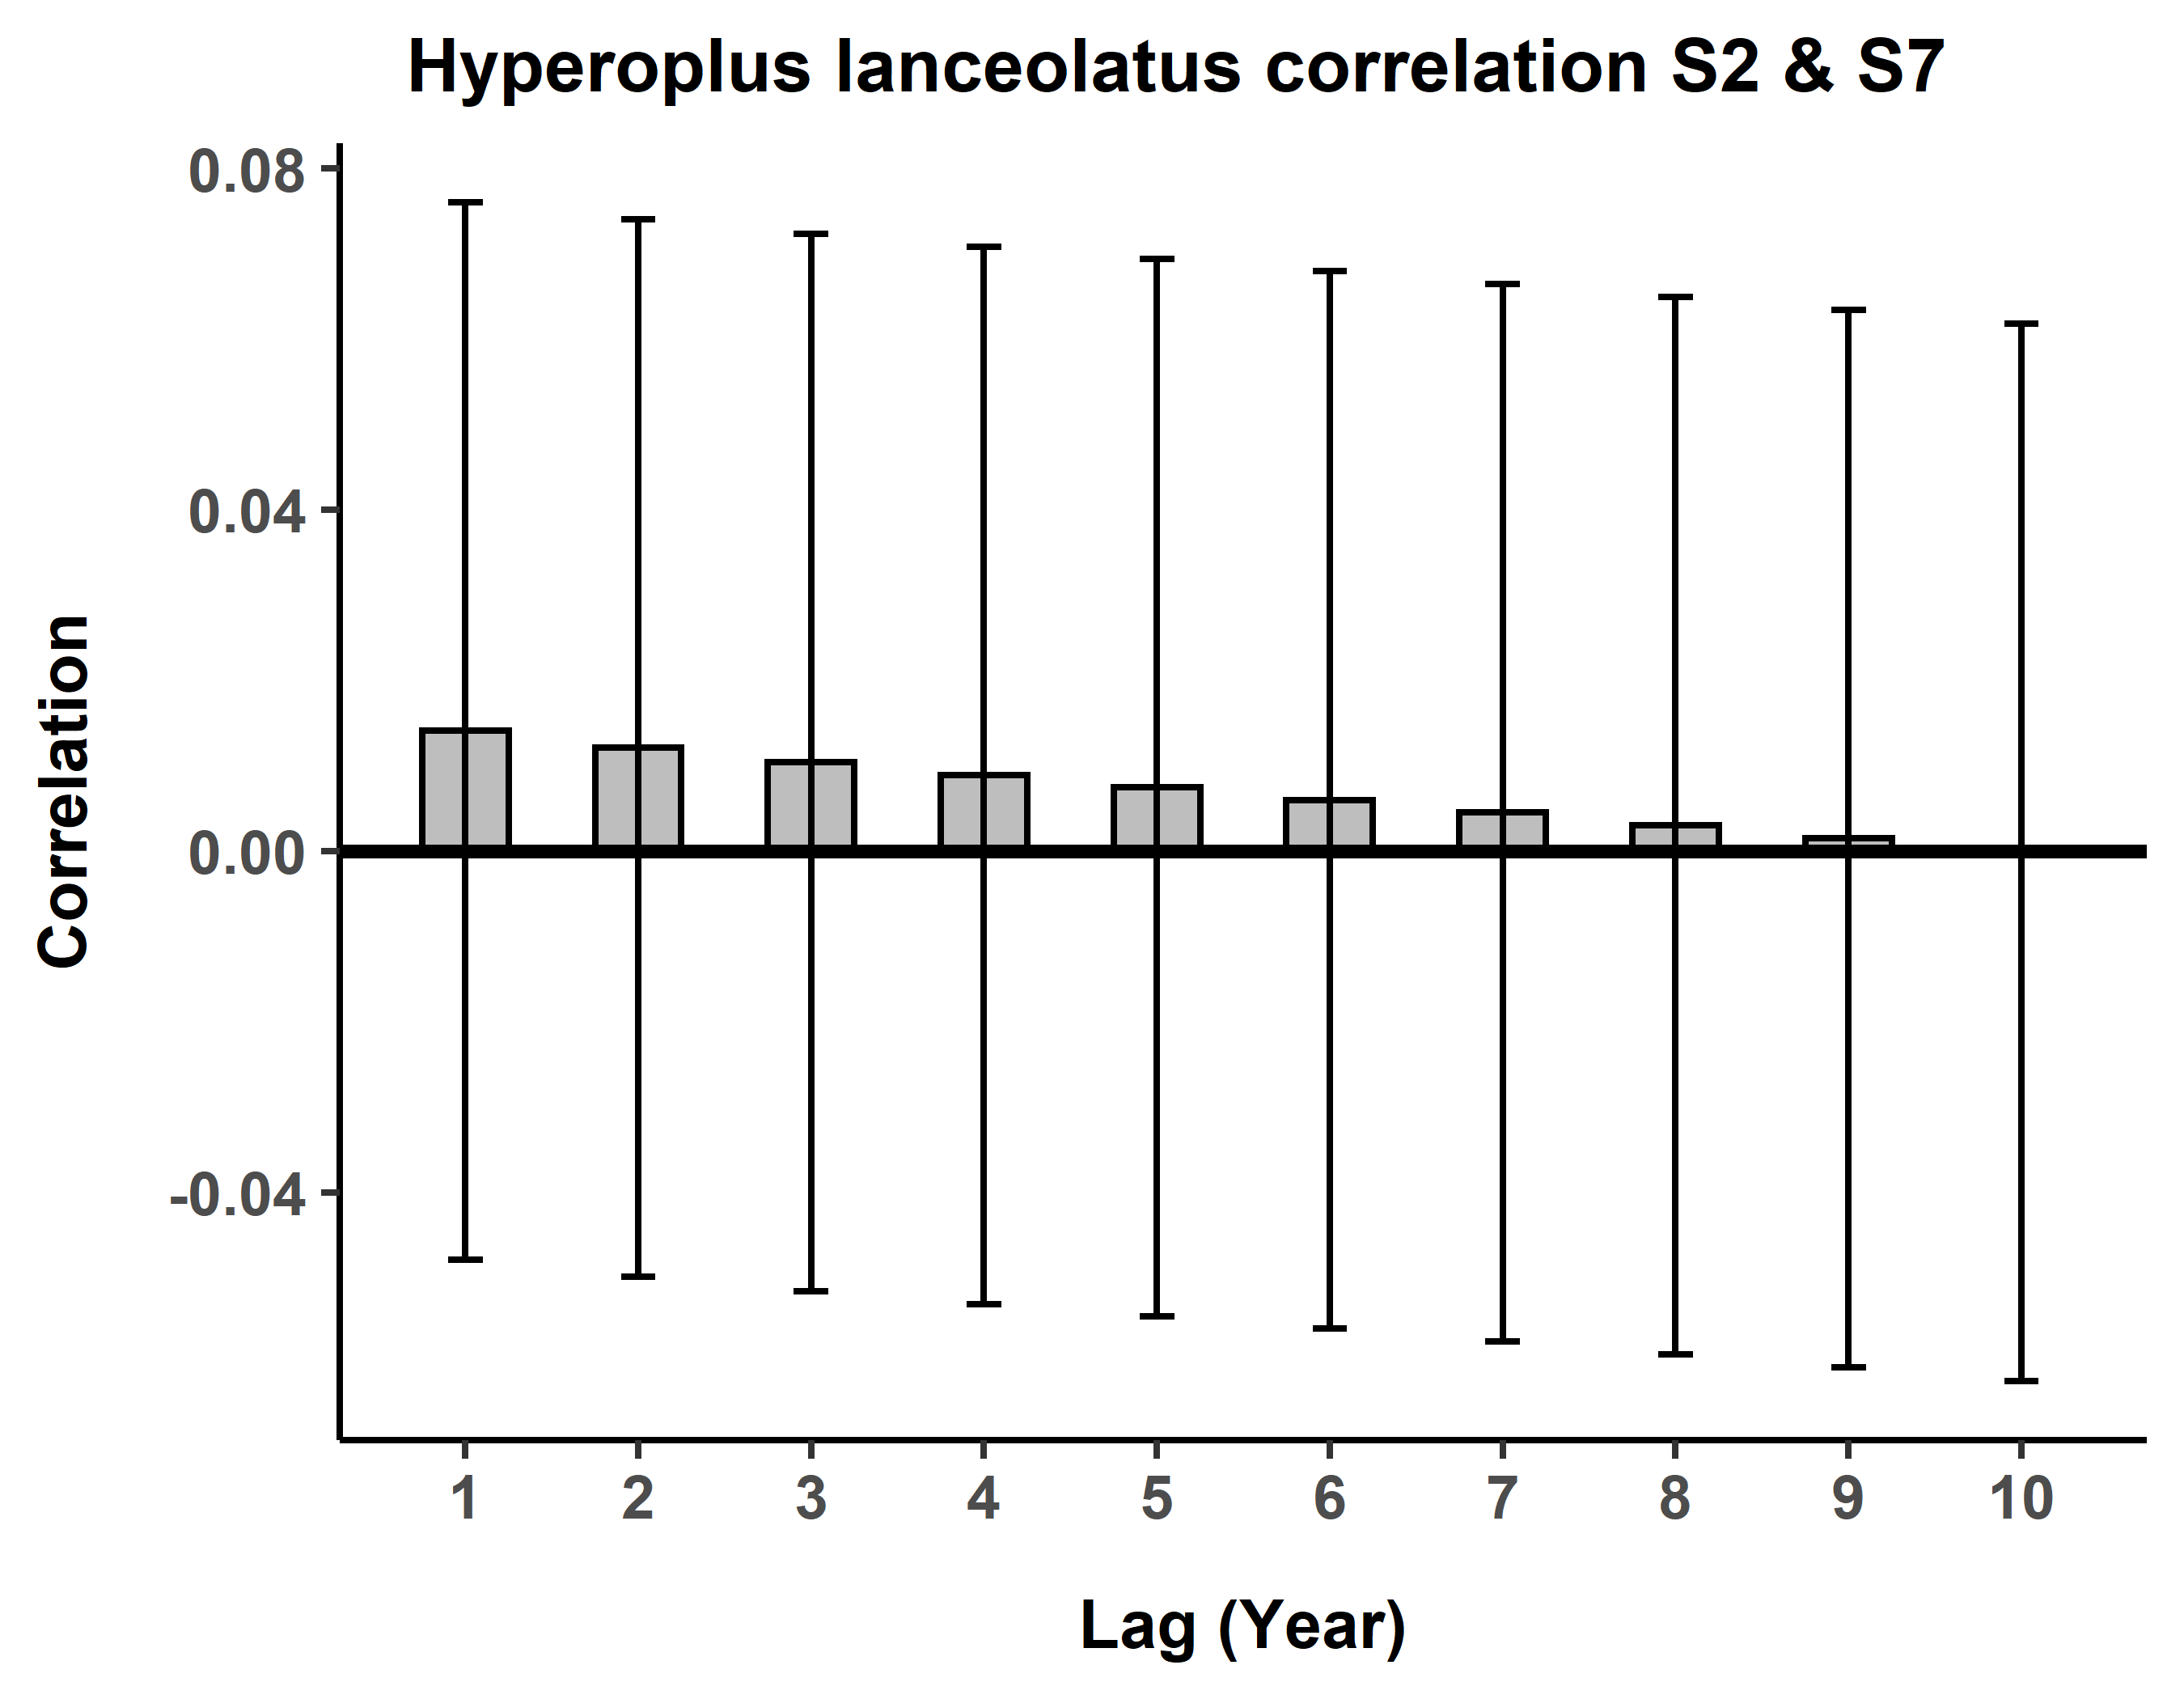 Hyperoplus lanceolatus correlation S2 & S7
0.08
0.04
0.00
-0.04
Correlation
1 2 3 4 5 6 7 8 9 10
Lag (Year)